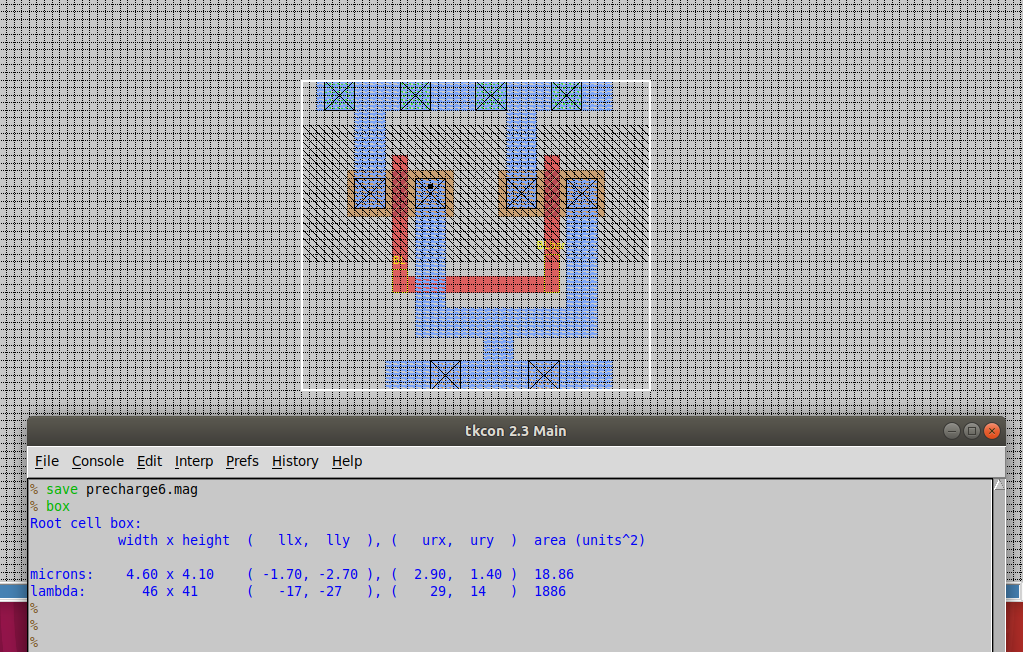 tkcon 2.3 Main
File Console Edit Interp Prefs History Help
% save precharge6.mag
% box
Root cell box:
width x height ( llx, lly ), ( urx, ury ) area (units^2)
microns: 4.60 x 4.10 ( -1.70, -2.70 ), ( 2.90, 1.40 ) 18.86
lambda: 46 x 41 ( -17, -27 ), ( 29, 14 ) 1886
%
%
%